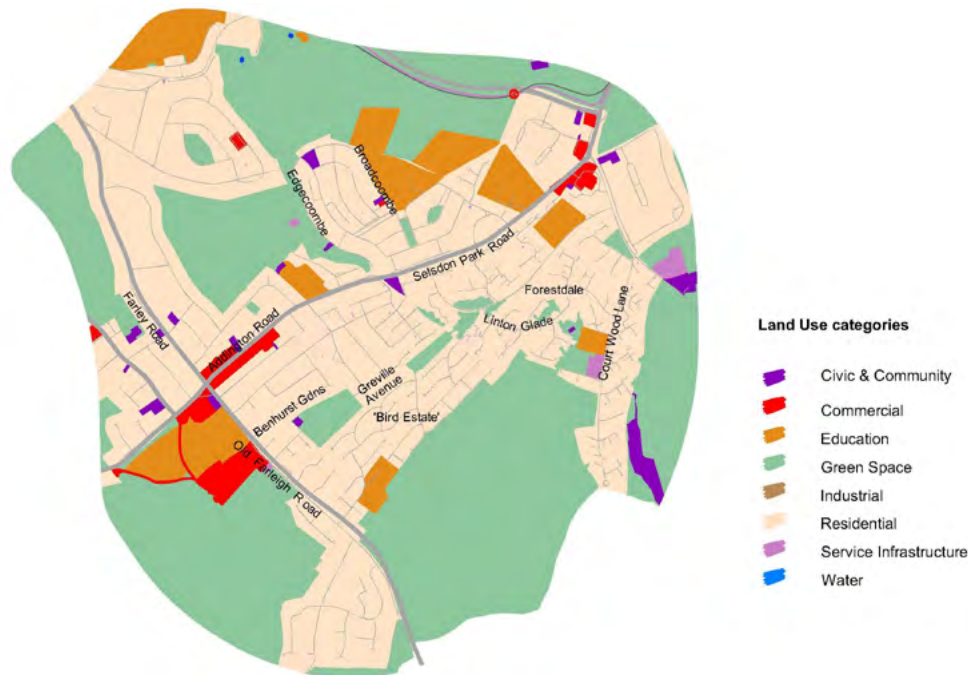 Broadcoombe
Edgecoombe
Selsdon Park Road
Forestdale
Linton Glade
Court Wood Lane
Farley Road
Addington Road
Greville
Avenue
Benhurst Gdns
'Bird Estate'
Old Farleigh Road
Land Use categories
Civic & Community
Commercial
Education
Green Space
Industrial
Residential
Service Infrastructure
Water